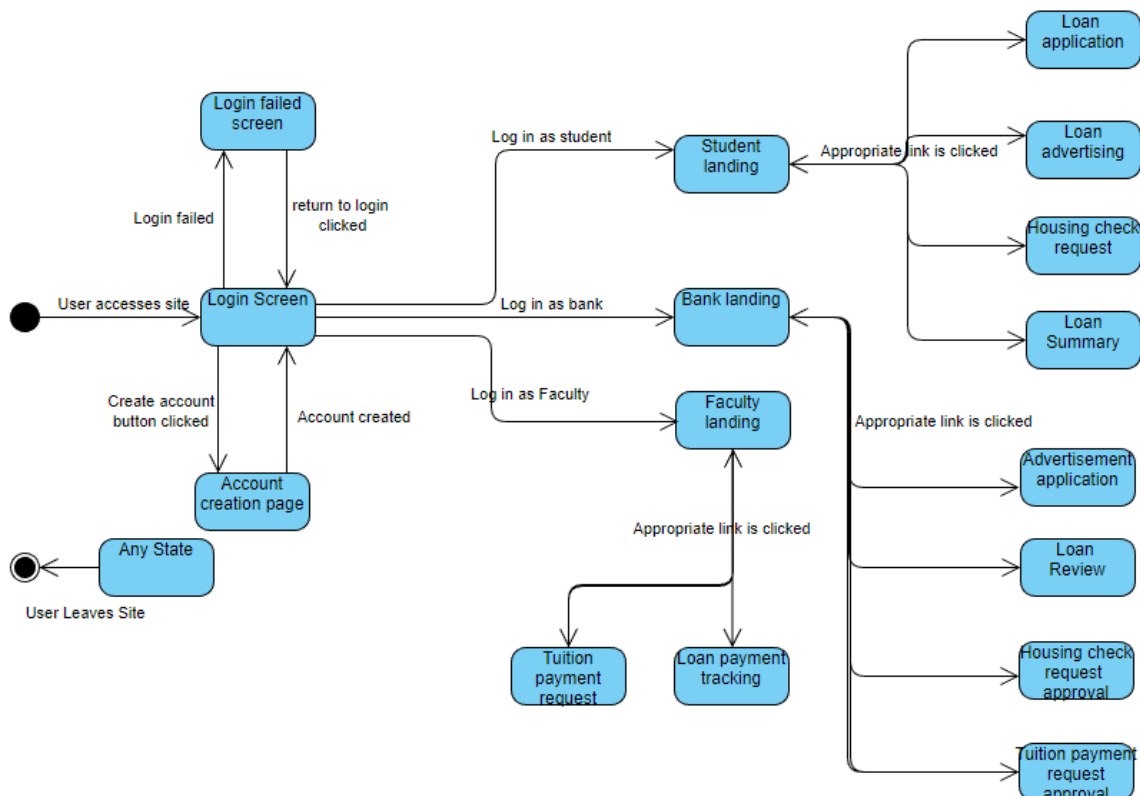 Loan
application
Login failed
screen
Log in as student
Student
landing
Appropriate link is clicked
Loan
advertising
Login failed
return to login
clicked
Housing check
request
User accesses site
Login Screen
Log in as bank
Bank landing
Loan
Summary
Create account
button clicked
Account created
Log in as Faculty
Faculty
landing
Appropriate link is clicked
Account
creation page
Advertisement
application
Appropriate link is clicked
Any State
Loan
Review
User Leaves Site
Tuition
payment
request
Loan payment
tracking
Housing check
request
approval
Tuition payment
request
approval